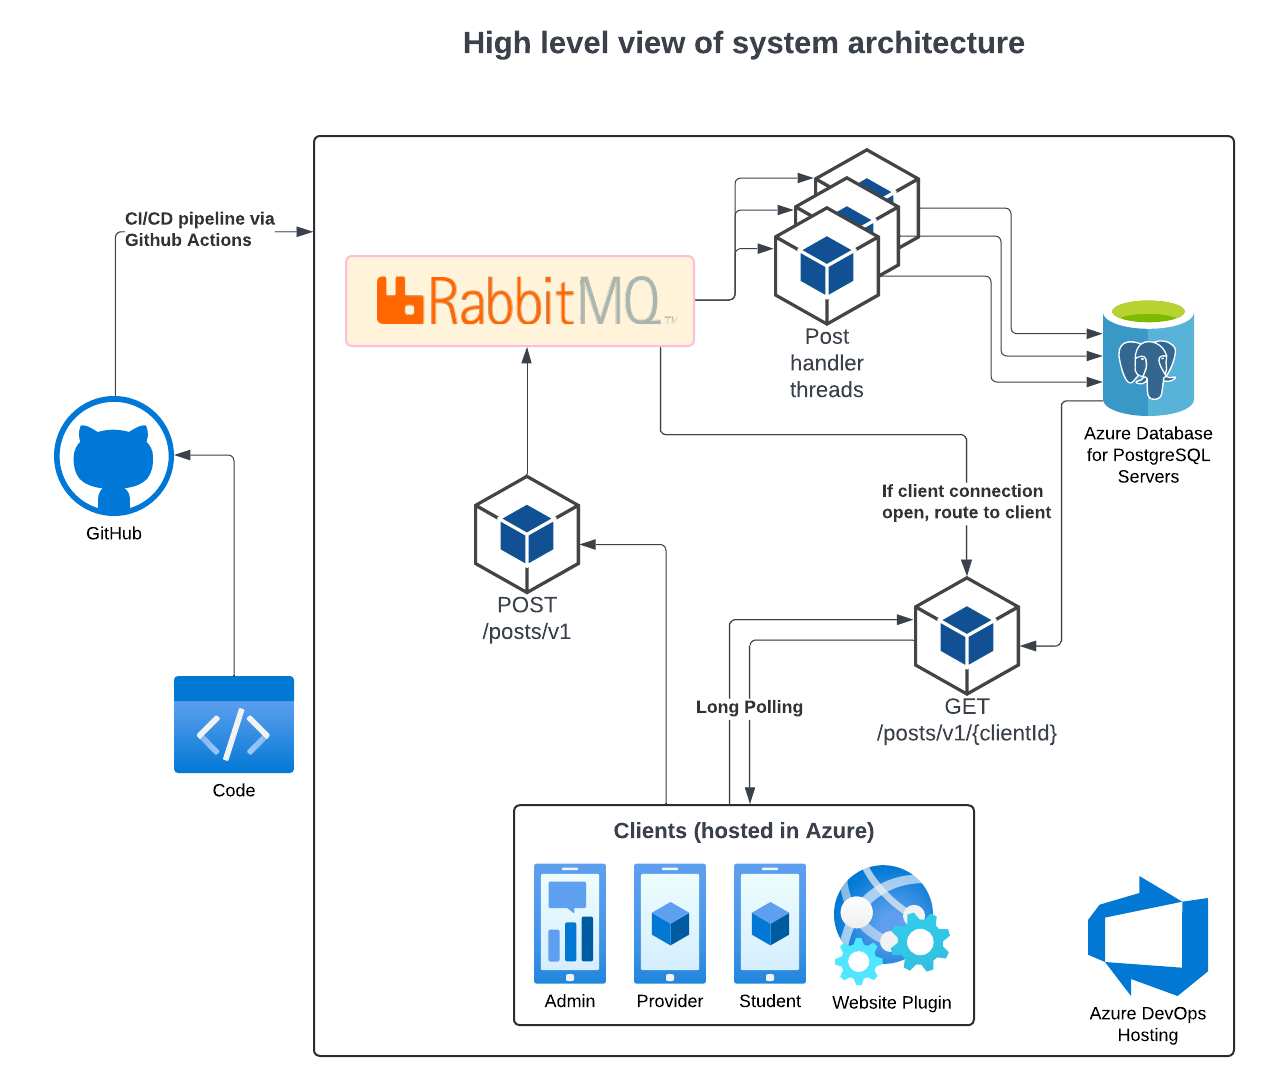 High level view of system architecture
CI/CD pipeline via
Github Actions
RabbitMQ™
Post
handler
threads
Azure Database
for PostgreSQL
Servers
If client connection
open, route to client
GitHub
POST
/posts/v1
Long Polling
GET
/posts/v1/{clientId}
Code
Clients (hosted in Azure)
Admin
Provider
Student
Website Plugin
Azure DevOps
Hosting